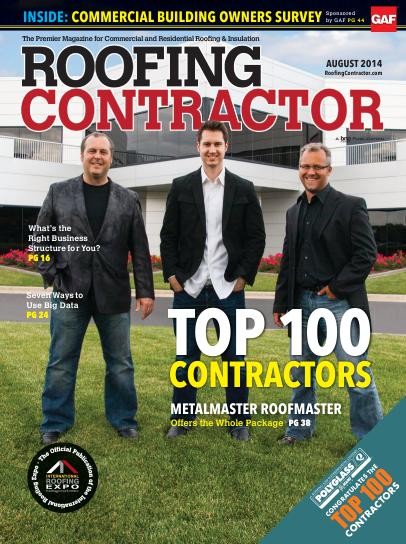 INSIDE: COMMERCIAL BUILDING OWNERS SURVEY
Sponsored
by GAF PG 44
GAF
The Premier Magazine for Commercial and Residential Roofing & Insulation
ROOFING
CONTRACTOR
AUGUST 2014
RoofingContractor.com
A bnp
What's the
Right Business
Structure for You?
PG 16
Seven Ways to
Use Big Data
PG 24
TOP 100
CONTRACTORS
METALMASTER ROOFMASTER
Offers the Whole Package PG 38
The Official Publication of the International Roofing Expo
INTERNATIONAL
ROOFING
EXPO
POLYGLASS
CONGRATULATES THE
TOP 100
CONTRACTORS